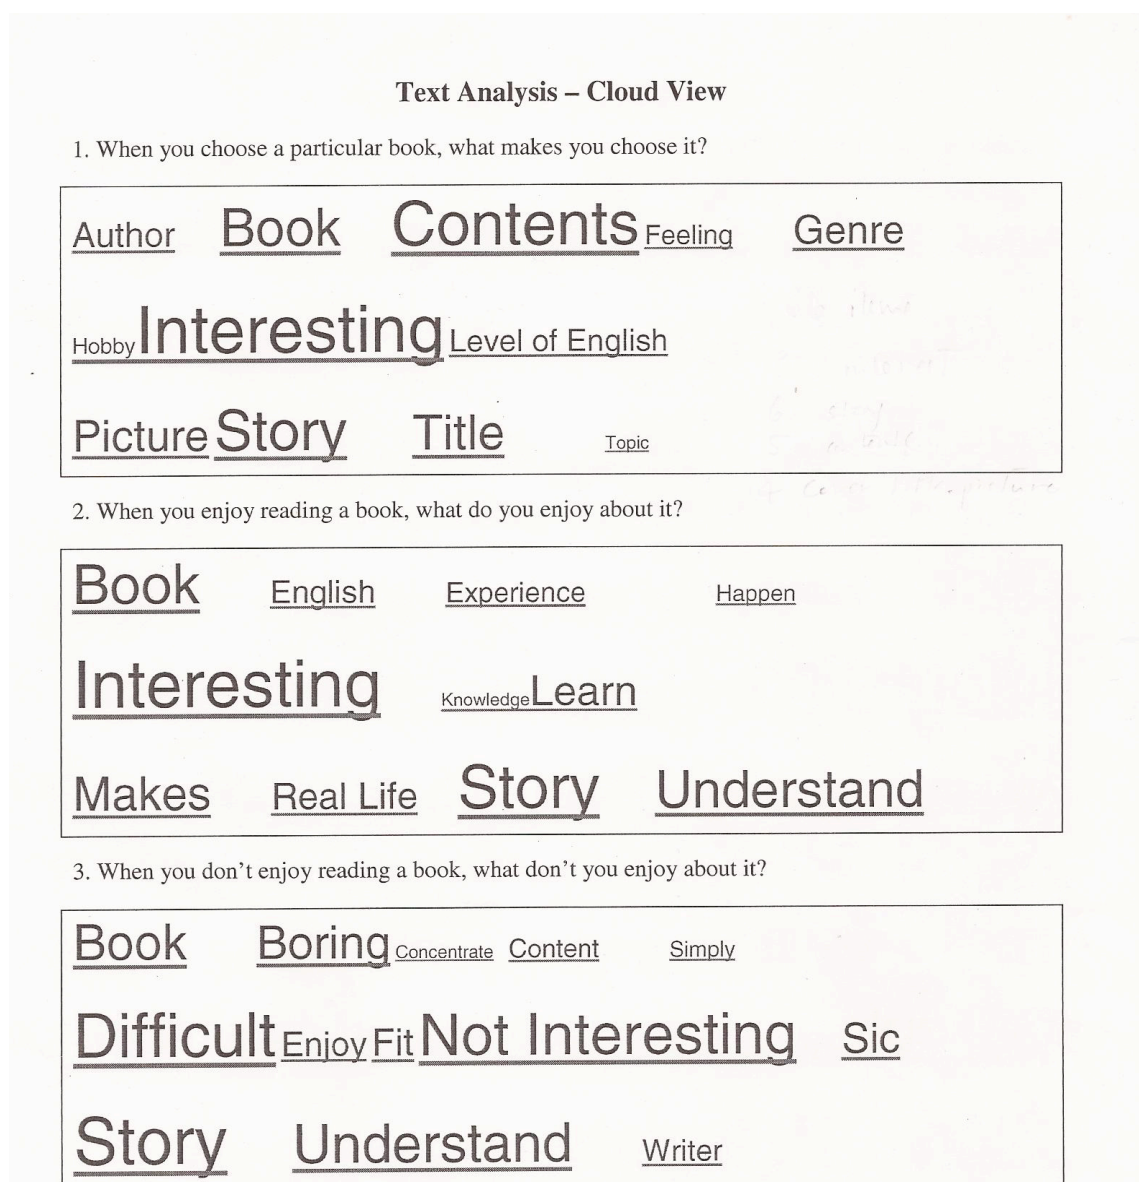 Text Analysis – Cloud View
1. When you choose a particular book, what makes you choose it?
Author Book Contents Feeling Genre
Hobby Interesting Level of English
Picture Story Title Topic
2. When you enjoy reading a book, what do you enjoy about it?
Book English Experience Happen
Interesting Knowledge Learn
Makes Real Life Story Understand
3. When you don’t enjoy reading a book, what don’t you enjoy about it?
Book Boring Concentrate Content Simply
Difficult Enjoy Fit Not Interesting Sic
Story Understand Writer